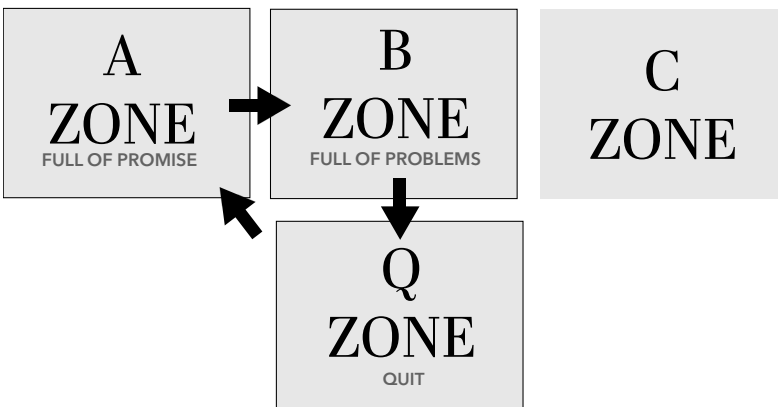 A
ZONE
FULL OF PROMISE
B
ZONE
FULL OF PROBLEMS
C
ZONE
Q
ZONE
QUIT